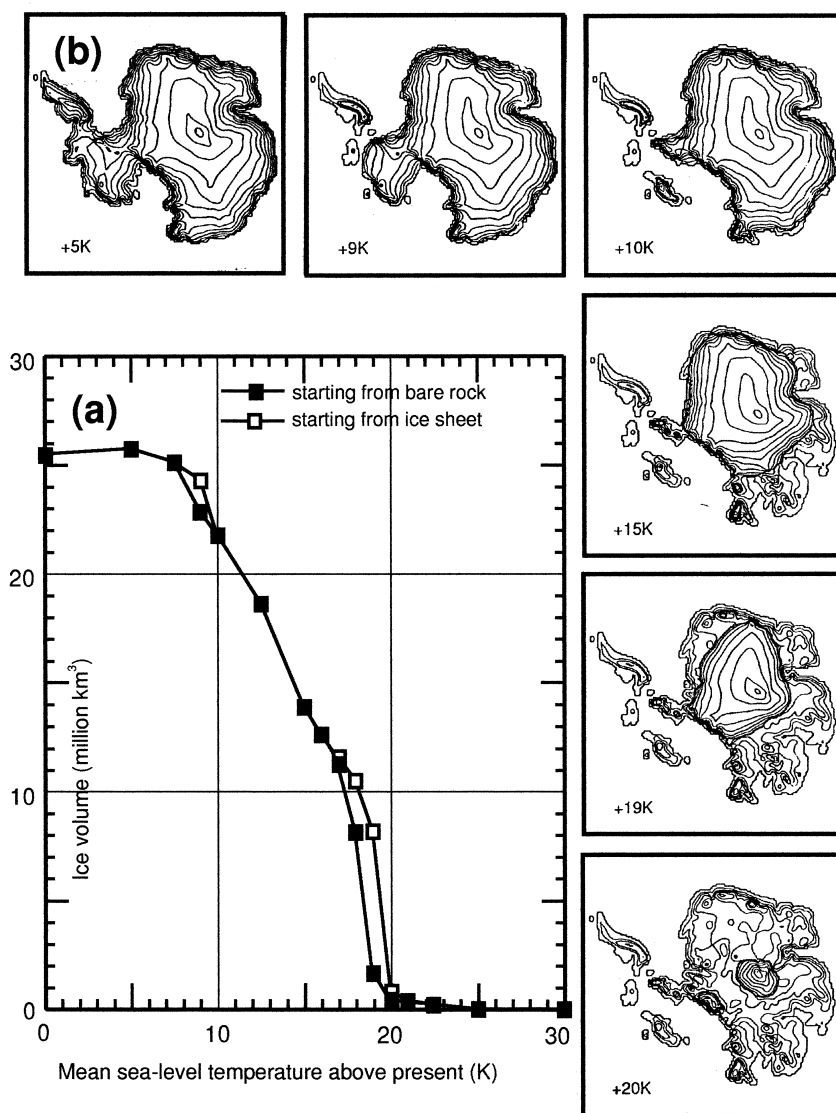 (b)
+5K
+9K
+10K
+15K
+19K
+20K
(a)
starting from bare rock
starting from ice sheet
30
20
10
0
Ice volume (million km³)
0 10 20 30
Mean sea-level temperature above present (K)